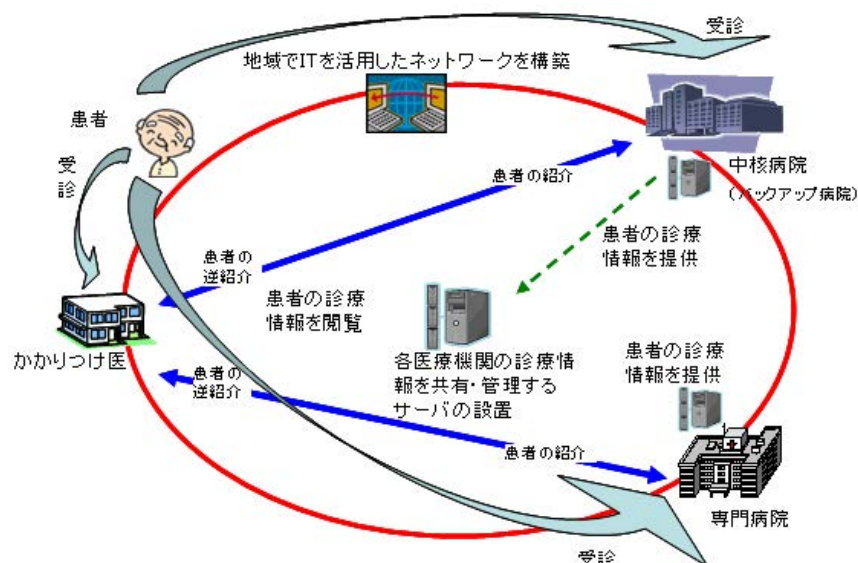 受診
地域でITを活用したネットワークを構築
患者
受
診
中核病院
(バックアップ病院)
患者の紹介
患者の診療
情報を提供
患者の
逆紹介
患者の診療
情報を閲覧
かかりつけ医
各医療機関の診療情
報を共有・管理する
サーバの設置
患者の診療
情報を提供
患者の
逆紹介
患者の紹介
専門病院
受診